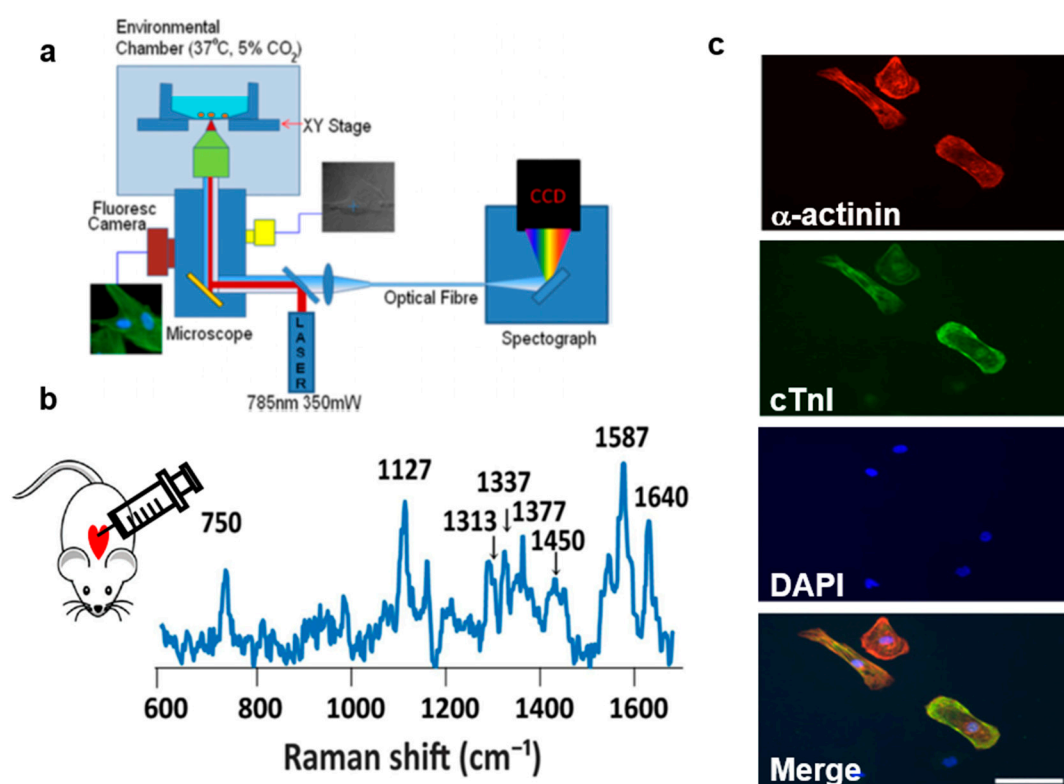 a
Environmental
Chamber (37°C, 5% CO₂)
XY Stage
Fluoresc
Camera
CCD
Optical Fibre
Microscope
Spectograph
LASER
785nm 350mW
b
750
1127
1313
1337
1377
1450
1587
1640
600 800 1000 1200 1400 1600
Raman shift (cm⁻¹)
c
α-actinin
cTnI
DAPI
Merge